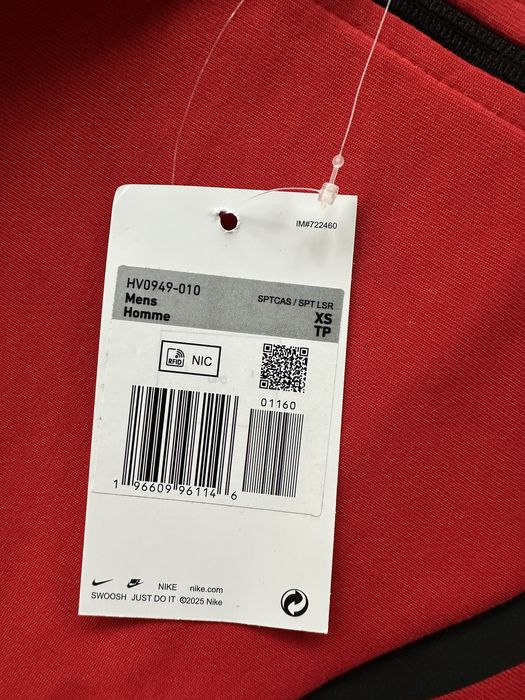 IM#722460
HV0949-010
Mens
Homme
SPTCAS / SPT LSR
XS
TP
RFID NIC
01160
1 96609 96114 6
NIKE nike.com
SWOOSH JUST DO IT ©2025 Nike